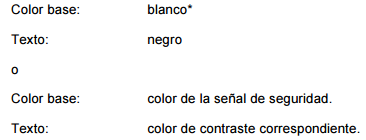 Color base: blanco*
Texto: negro
o
Color base: color de la señal de seguridad.
Texto: color de contraste correspondiente.